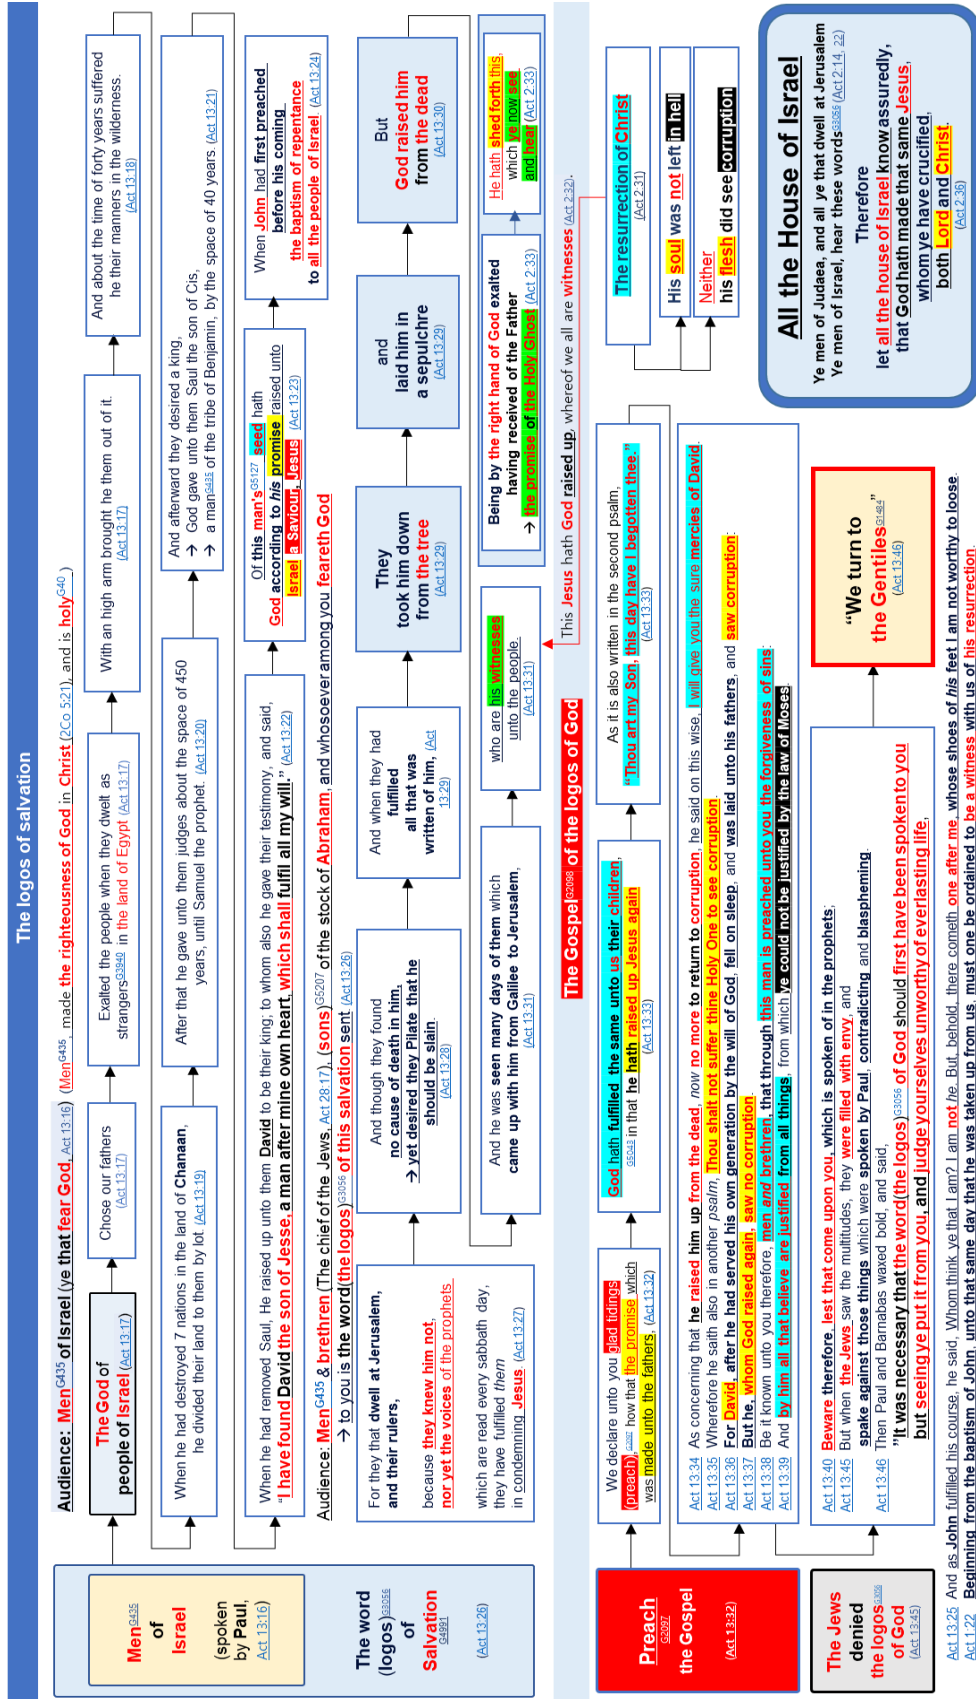 The logos of salvation
Men^G435
of
Israel
(spoken
by Paul,
Act 13:16)
Audience: Men^G435 of Israel (ye that fear God, Act 13:16) (Men^G435, made the righteousness of God in Christ (2Co 5:21), and is holy^G40 )
The God of
people of Israel (Act 13:17)
Chose our fathers
(Act 13:17)
Exalted the people when they dwelt as
strangers^G3940 in the land of Egypt (Act 13:17)
With an high arm brought he them out of it.
(Act 13:17)
And about the time of forty years suffered
he their manners in the wilderness.
(Act 13:18)
When he had destroyed 7 nations in the land of Chanan,
he divided their land to them by lot. (Act 13:19)
After that he gave unto them judges about the space of 450
years, until Samuel the prophet. (Act 13:20)
And afterward they desired a king,
→ God gave unto them Saul the son of Cis,
→ a man^G435 of the tribe of Benjamin, by the space of 40 years. (Act 13:21)
When he had removed Saul, He raised up unto them David to be their king; to whom also he gave their testimony, and said,
"I have found David the son of Jesse, a man after mine own heart, which shall fulfil all my will." (Act 13:22)
Of this man's^G5127 seed hath
God according to his promise raised unto
Israel a Saviour, Jesus (Act 13:23)
When John had first preached
before his coming
the baptism of repentance
to all the people of Israel. (Act 13:24)
The word
(logos)^G3056
of
Salvation
G4991
(Act 13:26)
Audience: Men^G435 & brethren (The chief of the Jews, Act 28:17), (sons)^G5207 of the stock of Abraham, and whosoever among you feareth God
→ to you is the word(the logos)^G3056 of this salvation sent (Act 13:26)
For they that dwell at Jerusalem,
and their rulers,
because they knew him not,
nor yet the voices of the prophets
which are read every sabbath day,
they have fulfilled them
in condemning Jesus. (Act 13:27)
And though they found
no cause of death in him,
→ yet desired they Pilate that he
should be slain.
(Act 13:28)
And when they had
fulfilled
all that was
written of him, (Act
13:29)
They
took him down
from the tree
(Act 13:29)
and
laid him in
a sepulchre
(Act 13:29)
But
God raised him
from the dead
(Act 13:30)
And he was seen many days of them which
came up with him from Galilee to Jerusalem,
(Act 13:31)
who are his witnesses
unto the people.
(Act 13:31)
Being by the right hand of God exalted
having received of the Father
→ the promise of the Holy Ghost (Act 2:33)
He hath shed forth this,
which ye now see
and hear (Act 2:33)
The Gospel^G2098 of the logos of God
This Jesus hath God raised up, whereof we all are witnesses (Act 2:32).
Preach
G2097
the Gospel
(Act 13:32)
We declare unto you glad tidings
(preach),^G2097 how that the promise which
was made unto the fathers, (Act 13:32)
God hath fulfilled the same unto us their children,
G5043 in that he hath raised up Jesus again
(Act 13:33)
As it is also written in the second psalm,
"Thou art my Son, this day have I begotten thee."
(Act 13:33)
The resurrection of Christ
(Act 2:31)
His soul was not left in hell
Neither
his flesh did see corruption
Act 13:34 As concerning that he raised him up from the dead, now no more to return to corruption, he said on this wise, I will give you the sure mercies of David.
Act 13:35 Wherefore he saith also in another psalm, Thou shalt not suffer thine Holy One to see corruption.
Act 13:36 For David, after he had served his own generation by the will of God, fell on sleep, and was laid unto his fathers, and saw corruption:
Act 13:37 But he, whom God raised again, saw no corruption.
Act 13:38 Be it known unto you therefore, men and brethren, that through this man is preached unto you the forgiveness of sins:
Act 13:39 And by him all that believe are justified from all things, from which ye could not be justified by the law of Moses.
The Jews
denied
the logos^G3056
of God
(Act 13:45)
Act 13:40 Beware therefore, lest that come upon you, which is spoken of in the prophets;
Act 13:45 But when the Jews saw the multitudes, they were filled with envy, and
spake against those things which were spoken by Paul, contradicting and blaspheming.
Act 13:46 Then Paul and Barnabas waxed bold, and said,
"It was necessary that the word(the logos)^G3056 of God should first have been spoken to you
but seeing ye put it from you, and judge yourselves unworthy of everlasting life,
"We turn to
the Gentiles^G1484"
(Act 13:46)
All the House of Israel
Ye men of Judaea, and all ye that dwell at Jerusalem
Ye men of Israel, hear these words^G3056 (Act 2:14, 22)
Therefore
let all the house of Israel know assuredly,
that God hath made that same Jesus,
whom ye have crucified,
both Lord and Christ.
(Act 2:36)
Act 13:25 And as John fulfilled his course, he said, Whom think ye that I am? I am not he. But, behold, there cometh one after me, whose shoes of his feet I am not worthy to loose.
Act 1:22 Beginning from the baptism of John, unto that same day that he was taken up from us, must one be ordained to be a witness with us of his resurrection.